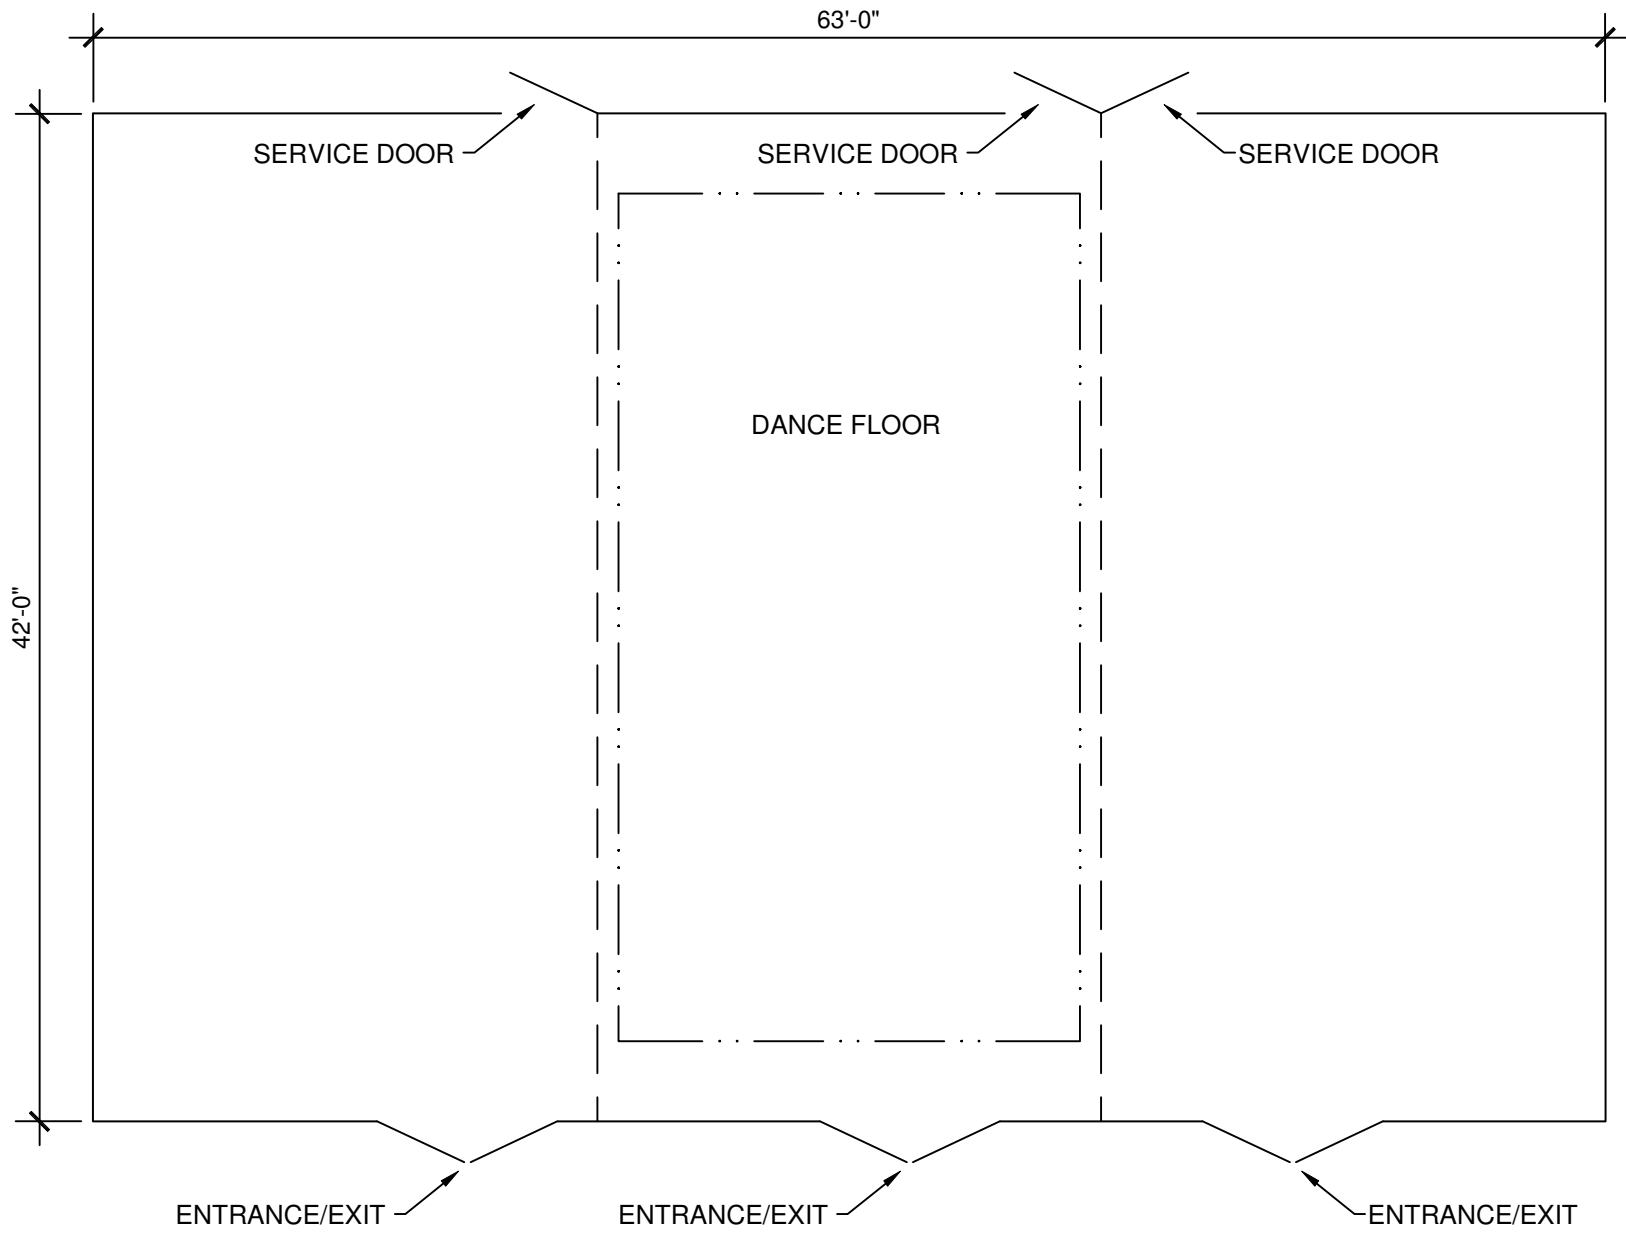 63'-0"
SERVICE DOOR
SERVICE DOOR
SERVICE DOOR
DANCE FLOOR
42'-0"
ENTRANCE/EXIT
ENTRANCE/EXIT
ENTRANCE/EXIT